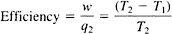 Efficiency = w/q₂ = (T₂ − T₁)/T₂